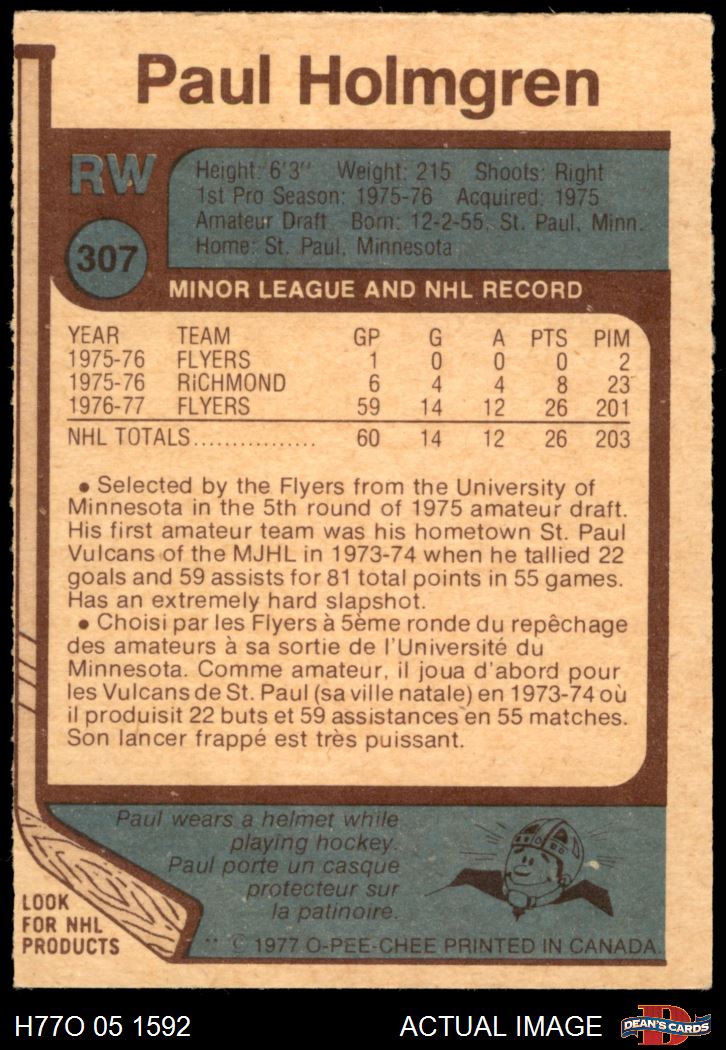 Paul Holmgren
RW
307
Height: 6'3" Weight: 215 Shoots: Right
1st Pro Season: 1975-76 Acquired: 1975
Amateur Draft Born: 12-2-55, St. Paul, Minn.
Home: St. Paul, Minnesota
MINOR LEAGUE AND NHL RECORD
YEAR TEAM GP G A PTS PIM
1975-76 FLYERS 1 0 0 0 2
1975-76 RiCHMOND 6 4 4 8 23
1976-77 FLYERS 59 14 12 26 201
NHL TOTALS................ 60 14 12 26 203
• Selected by the Flyers from the University of
Minnesota in the 5th round of 1975 amateur draft.
His first amateur team was his hometown St. Paul
Vulcans of the MJHL in 1973-74 when he tallied 22
goals and 59 assists for 81 total points in 55 games.
Has an extremely hard slapshot.
• Choisi par les Flyers à 5ème ronde du repêchage
des amateurs à sa sortie de l'Université du
Minnesota. Comme amateur, il joua d'abord pour
les Vulcans de St. Paul (sa ville natale) en 1973-74 où
il produisit 22 buts et 59 assistances en 55 matches.
Son lancer frappé est très puissant.
Paul wears a helmet while
playing hockey.
Paul porte un casque
protecteur sur
la patinoire.
LOOK
FOR NHL
PRODUCTS
** © 1977 O-PEE-CHEE PRINTED IN CANADA.
H77O 05 1592 ACTUAL IMAGE
D
DEAN'S CARDS